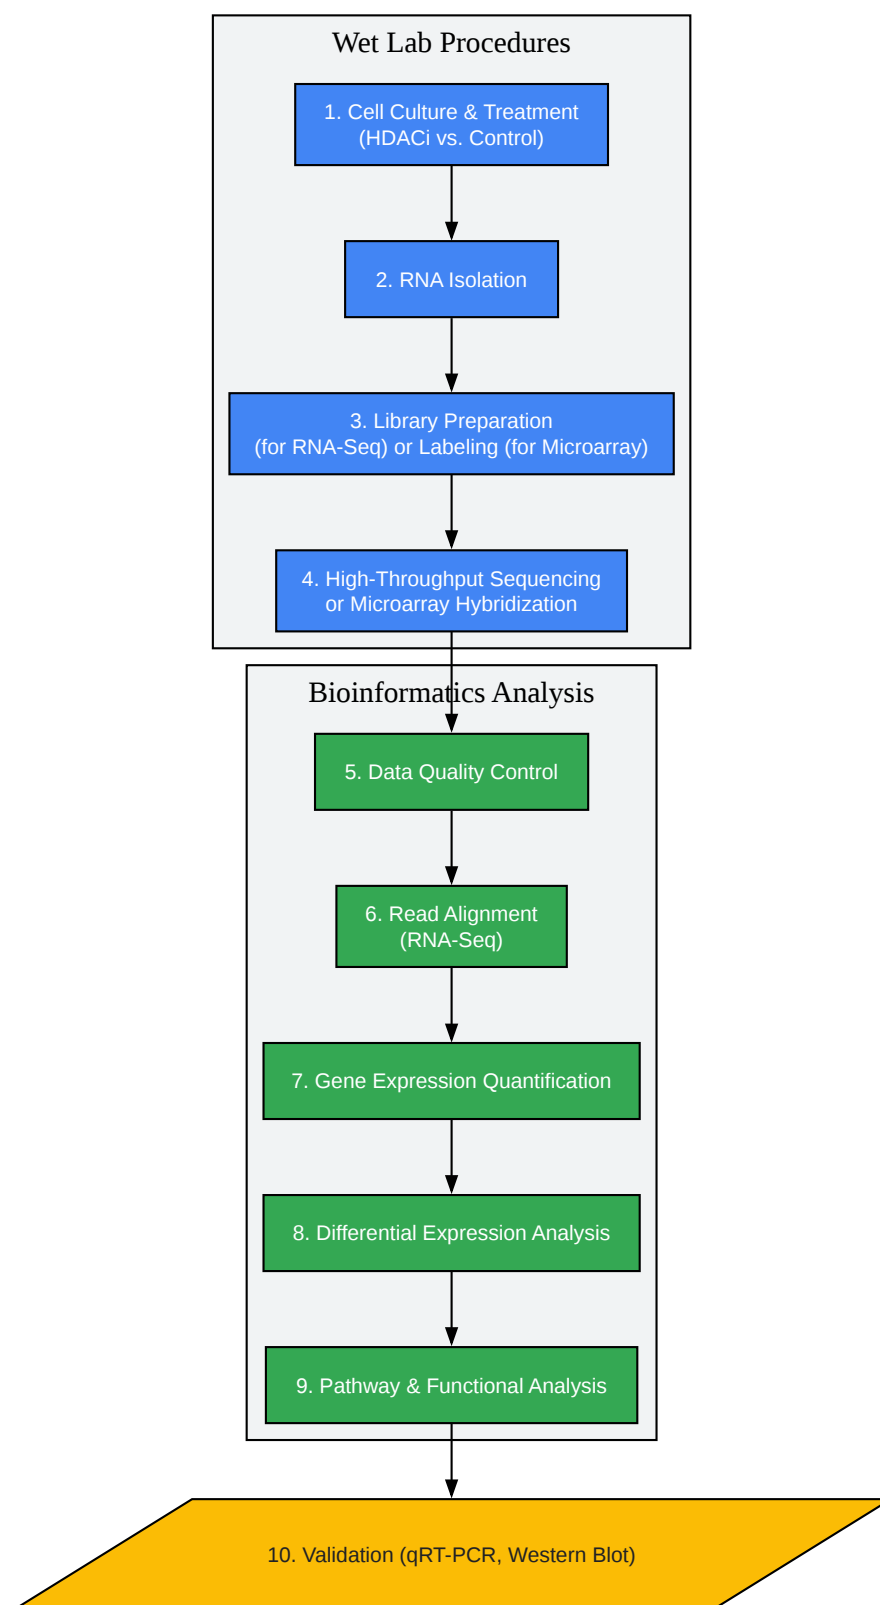 Wet Lab Procedures
1. Cell Culture & Treatment
(HDACi vs. Control)
2. RNA Isolation
3. Library Preparation
(for RNA-Seq) or Labeling (for Microarray)
4. High-Throughput Sequencing
or Microarray Hybridization
Bioinformatics Analysis
5. Data Quality Control
6. Read Alignment
(RNA-Seq)
7. Gene Expression Quantification
8. Differential Expression Analysis
9. Pathway & Functional Analysis
10. Validation (qRT-PCR, Western Blot)